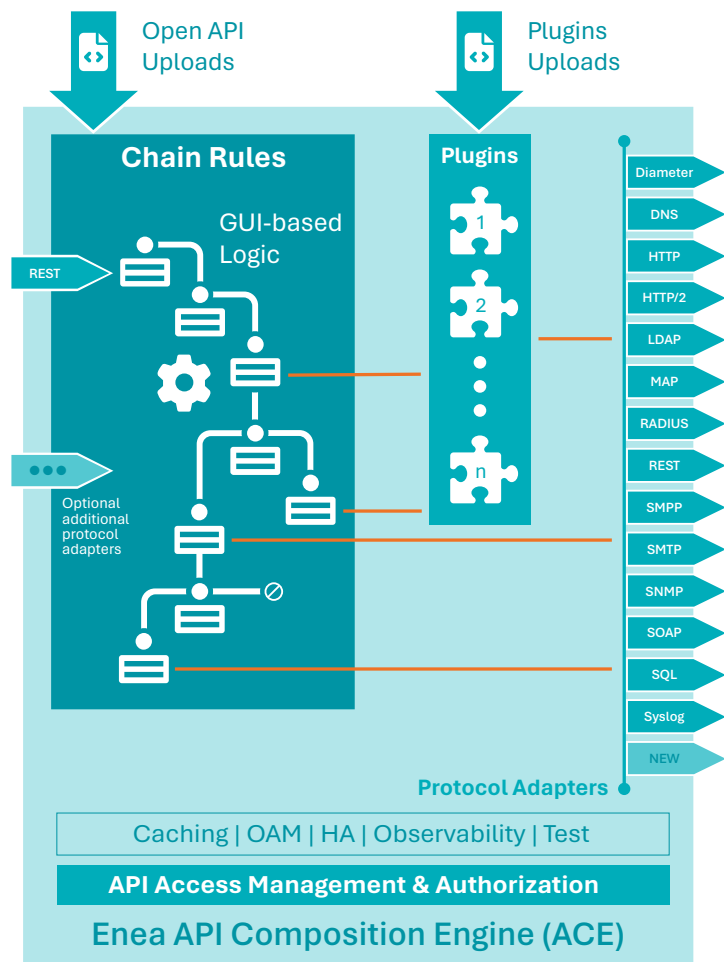 Open API
Uploads
Plugins
Uploads
Chain Rules
GUI-based
Logic
REST
Optional
additional
protocol
adapters
Plugins
1
2
n
Diameter
DNS
HTTP
HTTP/2
LDAP
MAP
RADIUS
REST
SMPP
SMTP
SNMP
SOAP
SQL
Syslog
NEW
Protocol Adapters
Caching | OAM | HA | Observability | Test
API Access Management & Authorization
Enea API Composition Engine (ACE)